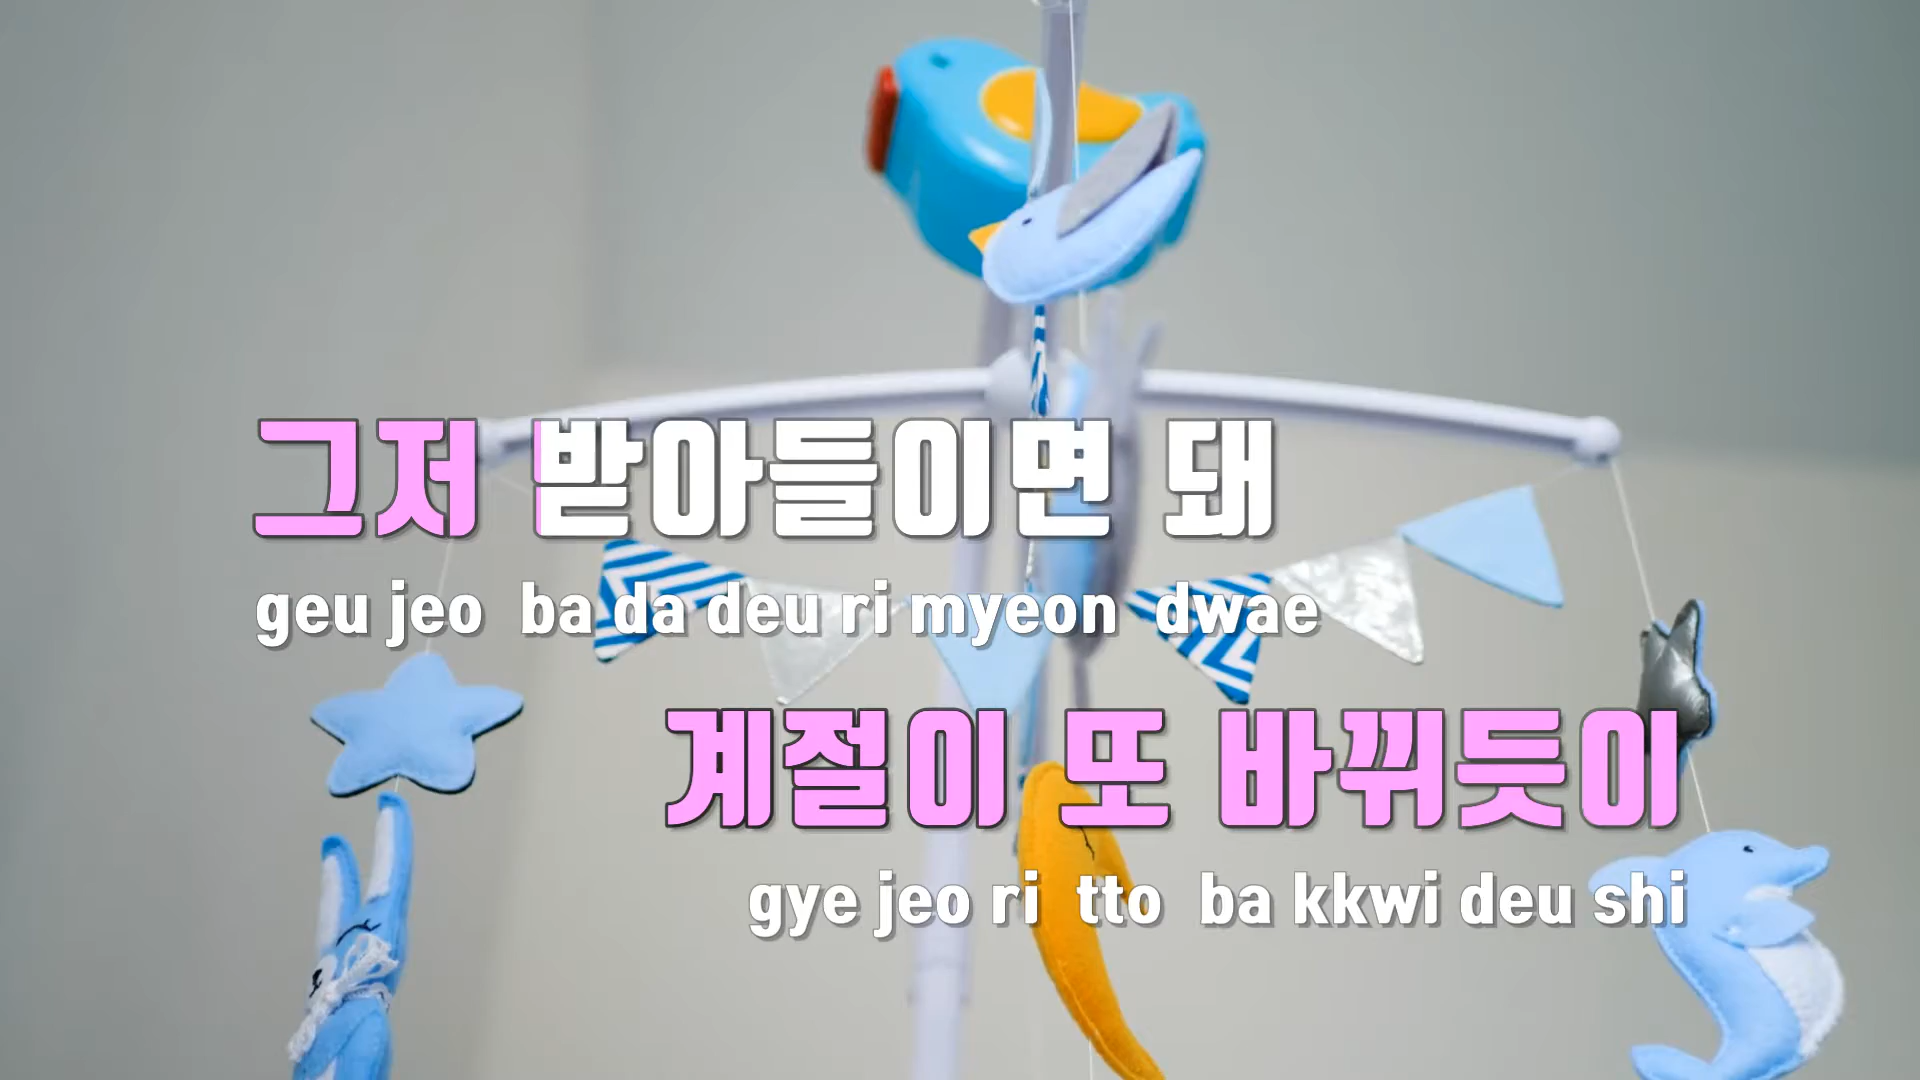 그저 받아들이면 돼
geu jeo ba da deu ri myeon dwae
계절이 또 바뀌듯이
gye jeo ri tto ba kkwi deu shi